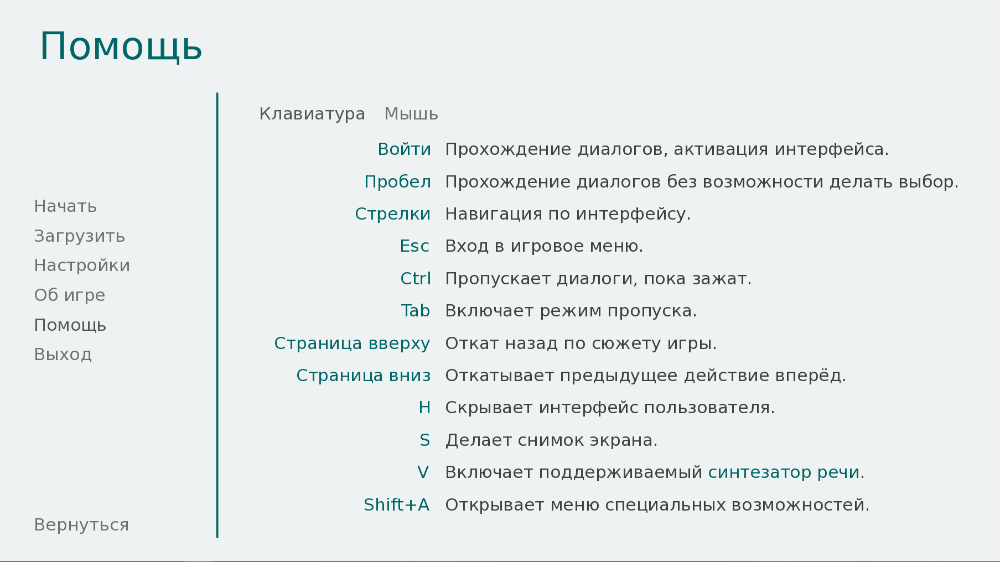 Помощь
Начать
Загрузить
Настройки
Об игре
Помощь
Выход
Вернуться
Клавиатура Мышь
Войти Прохождение диалогов, активация интерфейса.
Пробел Прохождение диалогов без возможности делать выбор.
Стрелки Навигация по интерфейсу.
Esc Вход в игровое меню.
Ctrl Пропускает диалоги, пока зажат.
Tab Включает режим пропуска.
Страница вверху Откат назад по сюжету игры.
Страница вниз Откатывает предыдущее действие вперёд.
H Скрывает интерфейс пользователя.
S Делает снимок экрана.
V Включает поддерживаемый синтезатор речи.
Shift+A Открывает меню специальных возможностей.